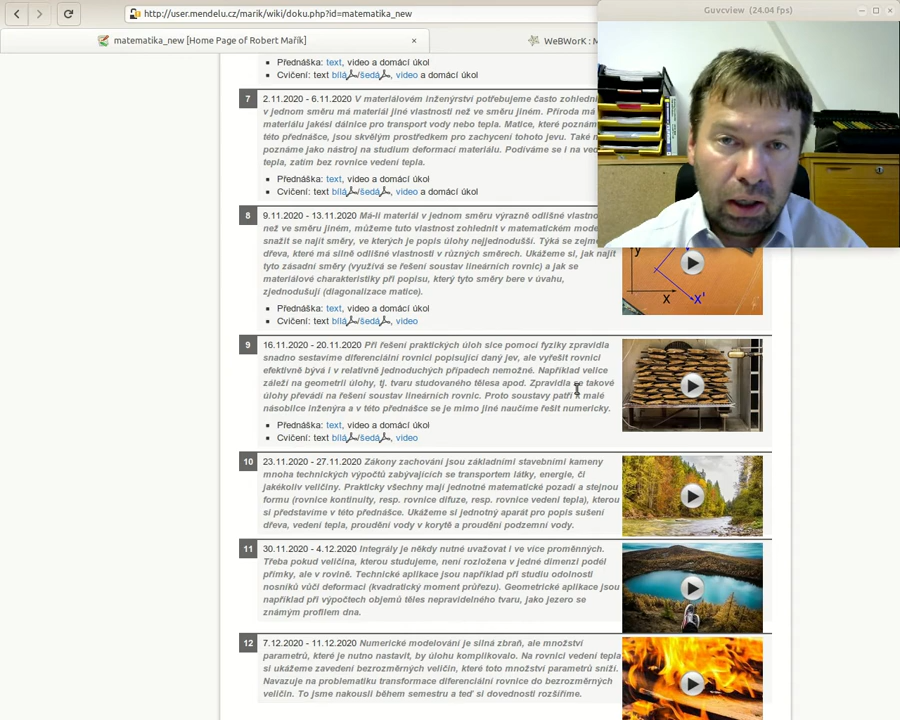 http://user.mendelu.cz/marik/wiki/doku.php?id=matematika_new
Guvcview (24.04 fps)
matematika_new [Home Page of Robert Mařík]
WeBWorK : M
Přednáška: text, video a domácí úkol
Cvičení: text bílá/šedá, video a domácí úkol
7
2.11.2020 - 6.11.2020 V materiálovém inženýrství potřebujeme často
v jednom směru má materiál jiné vlastnosti než ve směru jiném. Příroda má
materiálu jakési dálnice pro transport vody nebo tepla. Matice, které
této přednášce, jsou skvělým prostředkem pro zachycení tohoto jevu. Také
poznáme jako nástroj na studium deformací materiálu. Podíváme se i na
tepla, zatím bez rovnice vedení tepla.
Přednáška: text, video a domácí úkol
Cvičení: text bílá/šedá, video a domácí úkol
8
9.11.2020 - 13.11.2020 Má-li materiál v jednom směru výrazně odlišné
než ve směru jiném, můžeme tuto vlastnost zohlednit v matematickém
snažit se najít směry, ve kterých je popis úlohy nejjednodušší. Týká se
dřeva, které má silně odlišné vlastnosti v různých směrech. Ukážeme si, jak najít
tyto zásadní směry (využívá se řešení soustav lineárních rovnic) a jak se
materiálové charakteristiky při popisu, který tyto směry bere v úvahu,
zjednodušují (diagonalizace matice).
y
x
x'
Přednáška: text, video a domácí úkol
Cvičení: text bílá/šedá, video
9
16.11.2020 - 20.11.2020 Při řešení praktických úloh sice pomocí fyziky zpravidla
snadno sestavíme diferenciální rovnici popisující daný jev, ale vyřešit rovnici
efektivně bývá i v relativně jednoduchých případech nemožné. Například velice
záleží na geometrii úlohy, tj. tvaru studovaného tělesa apod. Zpravidla se takové
úlohy převádí na řešení soustav lineárních rovnic. Proto soustavy patří k malé
násobilce inženýra a v této přednášce se je mimo jiné naučíme řešit numericky.
Přednáška: text, video a domácí úkol
Cvičení: text bílá/šedá, video
10
23.11.2020 - 27.11.2020 Zákony zachování jsou základními stavebními kameny
mnoha technických výpočtů zabývajících se transportem látky, energie, či
jakékoliv veličiny. Prakticky všechny mají jednotné matematické pozadí a stejnou
formu (rovnice kontinuity, resp. rovnice difuze, resp. rovnice vedení tepla), kterou
si představíme v této přednášce. Ukážeme si jednotný aparát pro popis sušení
dřeva, vedení tepla, proudění vody v korytě a proudění podzemní vody.
11
30.11.2020 - 4.12.2020 Integrály je někdy nutné uvažovat i ve více proměnných.
Třeba pokud veličina, kterou studujeme, není rozložena v jedné dimenzi podél
přímky, ale v rovině. Technické aplikace jsou například při studiu odolnosti
nosníků vůči deformaci (kvadratický moment průřezu). Geometrické aplikace jsou
například při výpočtech objemů těles nepravidelného tvaru, jako jezero se
známým profilem dna.
12
7.12.2020 - 11.12.2020 Numerické modelování je silná zbraň, ale množství
parametrů, které je nutno nastavit, by úlohu komplikovalo. Na rovnici vedení tepla
si ukážeme zavedení bezrozměrných veličin, které toto množství parametrů sníží.
Navazuje na problematiku transformace diferenciální rovnice do bezrozměrných
veličin. To jsme nakousli během semestru a teď si dovednosti rozšíříme.